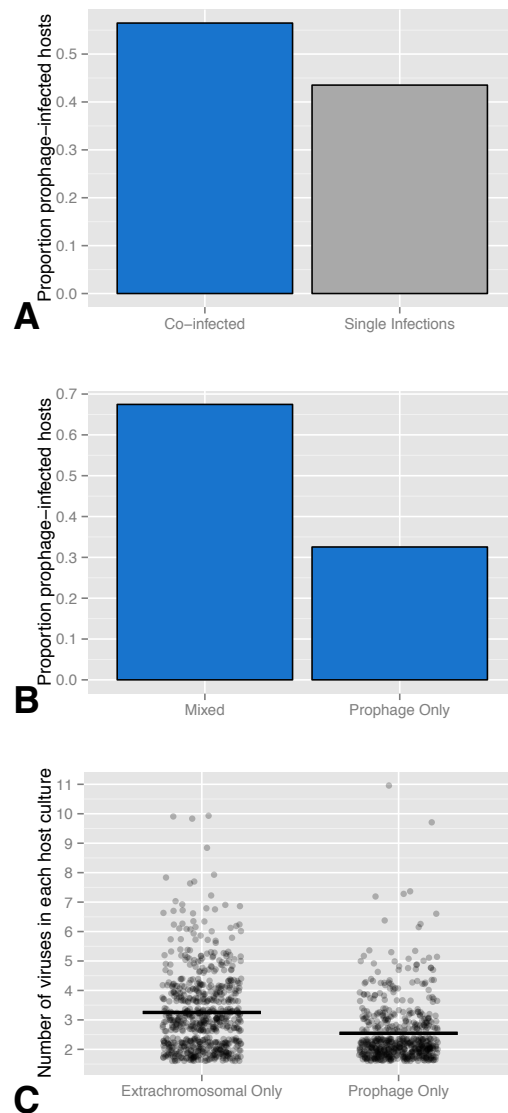 Proportion prophage−infected hosts
0.5
0.4
0.3
0.2
0.1
0.0
Co−infected Single Infections
A
Proportion prophage−infected hosts
0.7
0.6
0.5
0.4
0.3
0.2
0.1
0.0
Mixed Prophage Only
B
Number of viruses in each host culture
11
10
9
8
7
6
5
4
3
2
Extrachromosomal Only Prophage Only
C